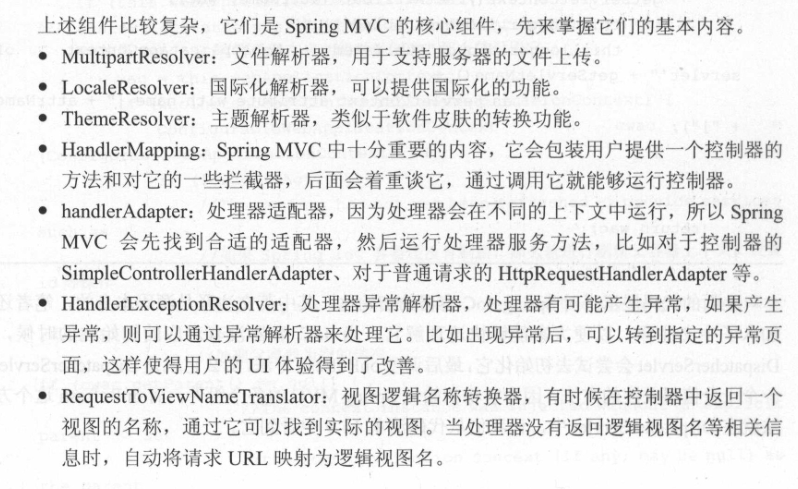 上述组件比较复杂，它们是 Spring MVC 的核心组件，先来掌握它们的基本内容。
● MultipartResolver：文件解析器，用于支持服务器的文件上传。
● LocaleResolver：国际化解析器，可以提供国际化的功能。
● ThemeResolver：主题解析器，类似于软件皮肤的转换功能。
● HandlerMapping：Spring MVC 中十分重要的内容，它会包装用户提供一个控制器的
方法和对它的一些拦截器，后面会着重谈它，通过调用它就能够运行控制器。
● handlerAdapter：处理器适配器，因为处理器会在不同的上下文中运行，所以 Spring
MVC 会先找到合适的适配器，然后运行处理器服务方法，比如对于控制器的
SimpleControllerHandlerAdapter、对于普通请求的 HttpRequestHandlerAdapter 等。
● HandlerExceptionResolver：处理器异常解析器，处理器有可能产生异常，如果产生
异常，则可以通过异常解析器来处理它。比如出现异常后，可以转到指定的异常页
面，这样使得用户的 UI 体验得到了改善。
● RequestToViewNameTranslator：视图逻辑名称转换器，有时候在控制器中返回一个
视图的名称，通过它可以找到实际的视图。当处理器没有返回逻辑视图名等相关信
息时，自动将请求 URL 映射为逻辑视图名。